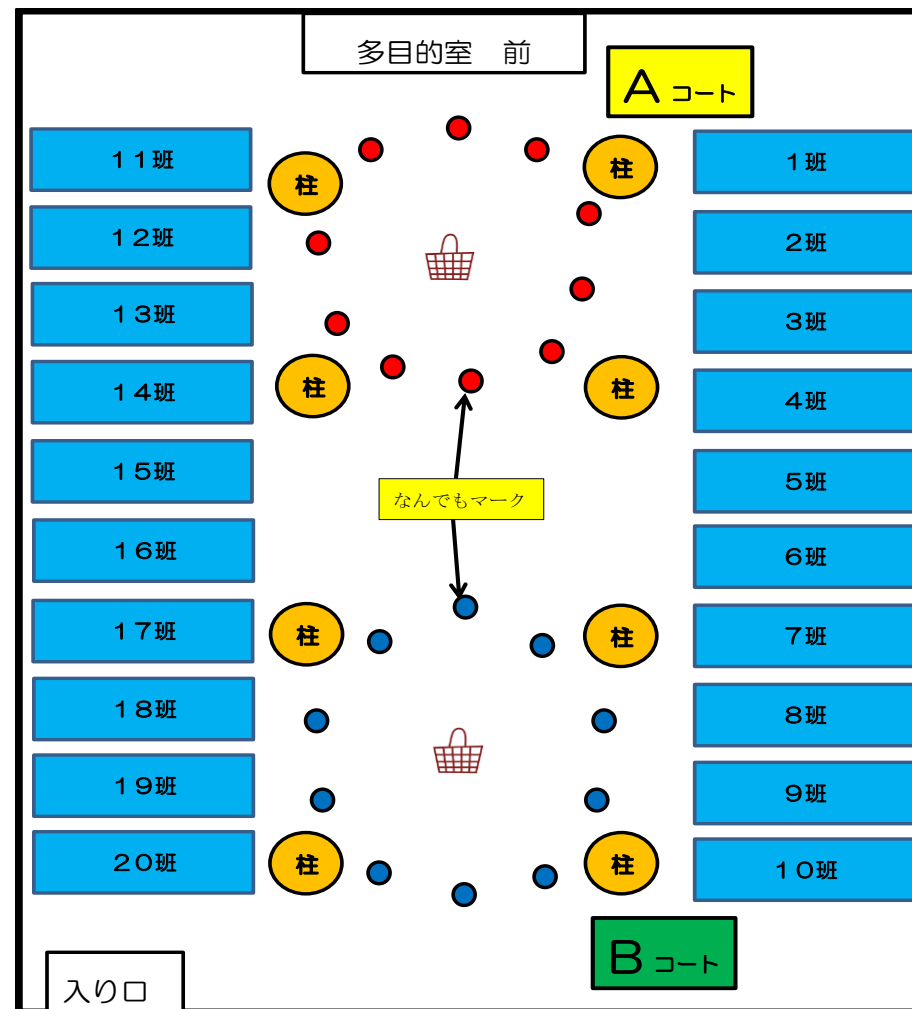 多目的室　前
A コート
11班
柱
柱
1班
12班
2班
13班
3班
14班
柱
柱
4班
15班
5班
なんでもマーク
16班
6班
17班
柱
柱
7班
18班
8班
19班
9班
20班
柱
柱
10班
B コート
入り口